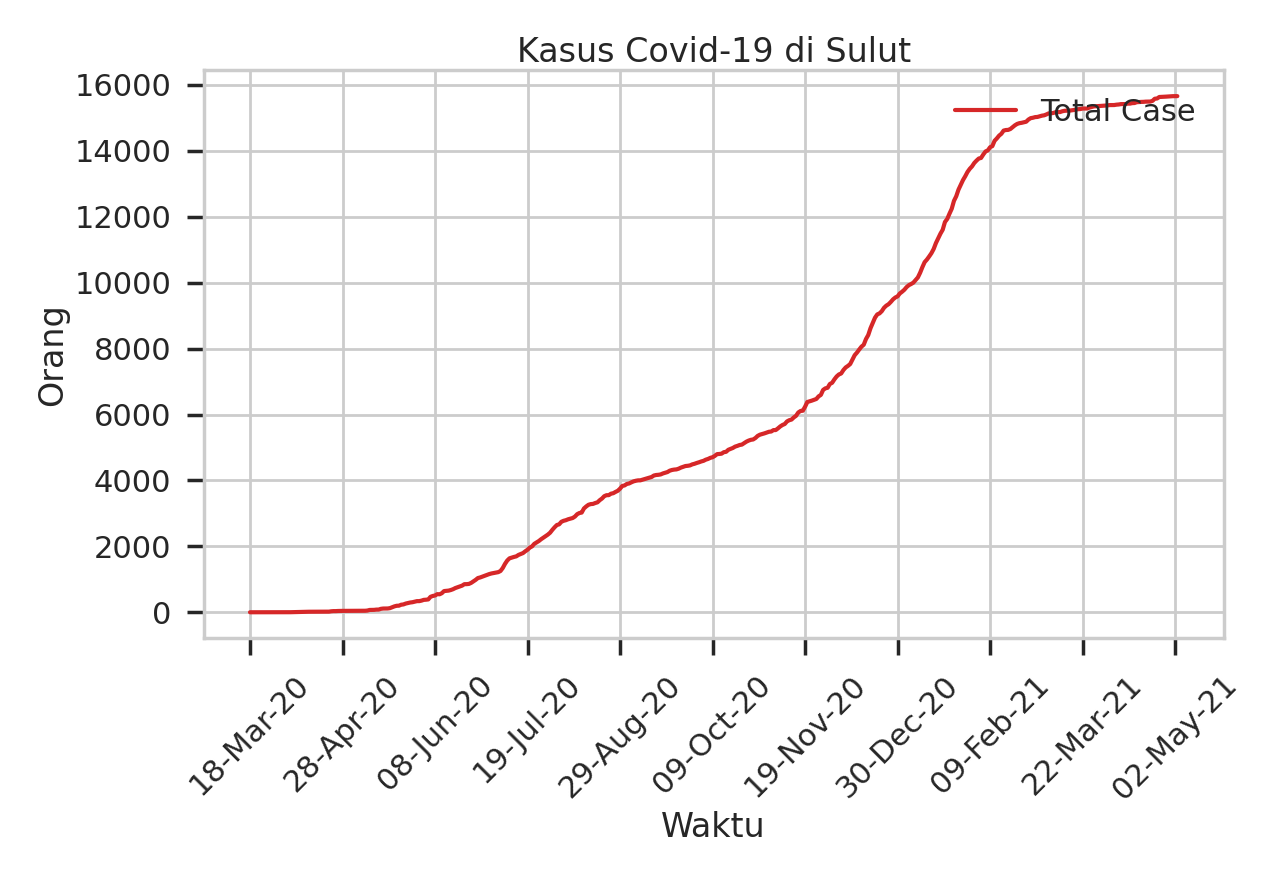 Kasus Covid-19 di Sulut
Total Case
Orang
16000
14000
12000
10000
8000
6000
4000
2000
0
18-Mar-20
28-Apr-20
08-Jun-20
19-Jul-20
29-Aug-20
09-Oct-20
19-Nov-20
30-Dec-20
09-Feb-21
22-Mar-21
02-May-21
Waktu